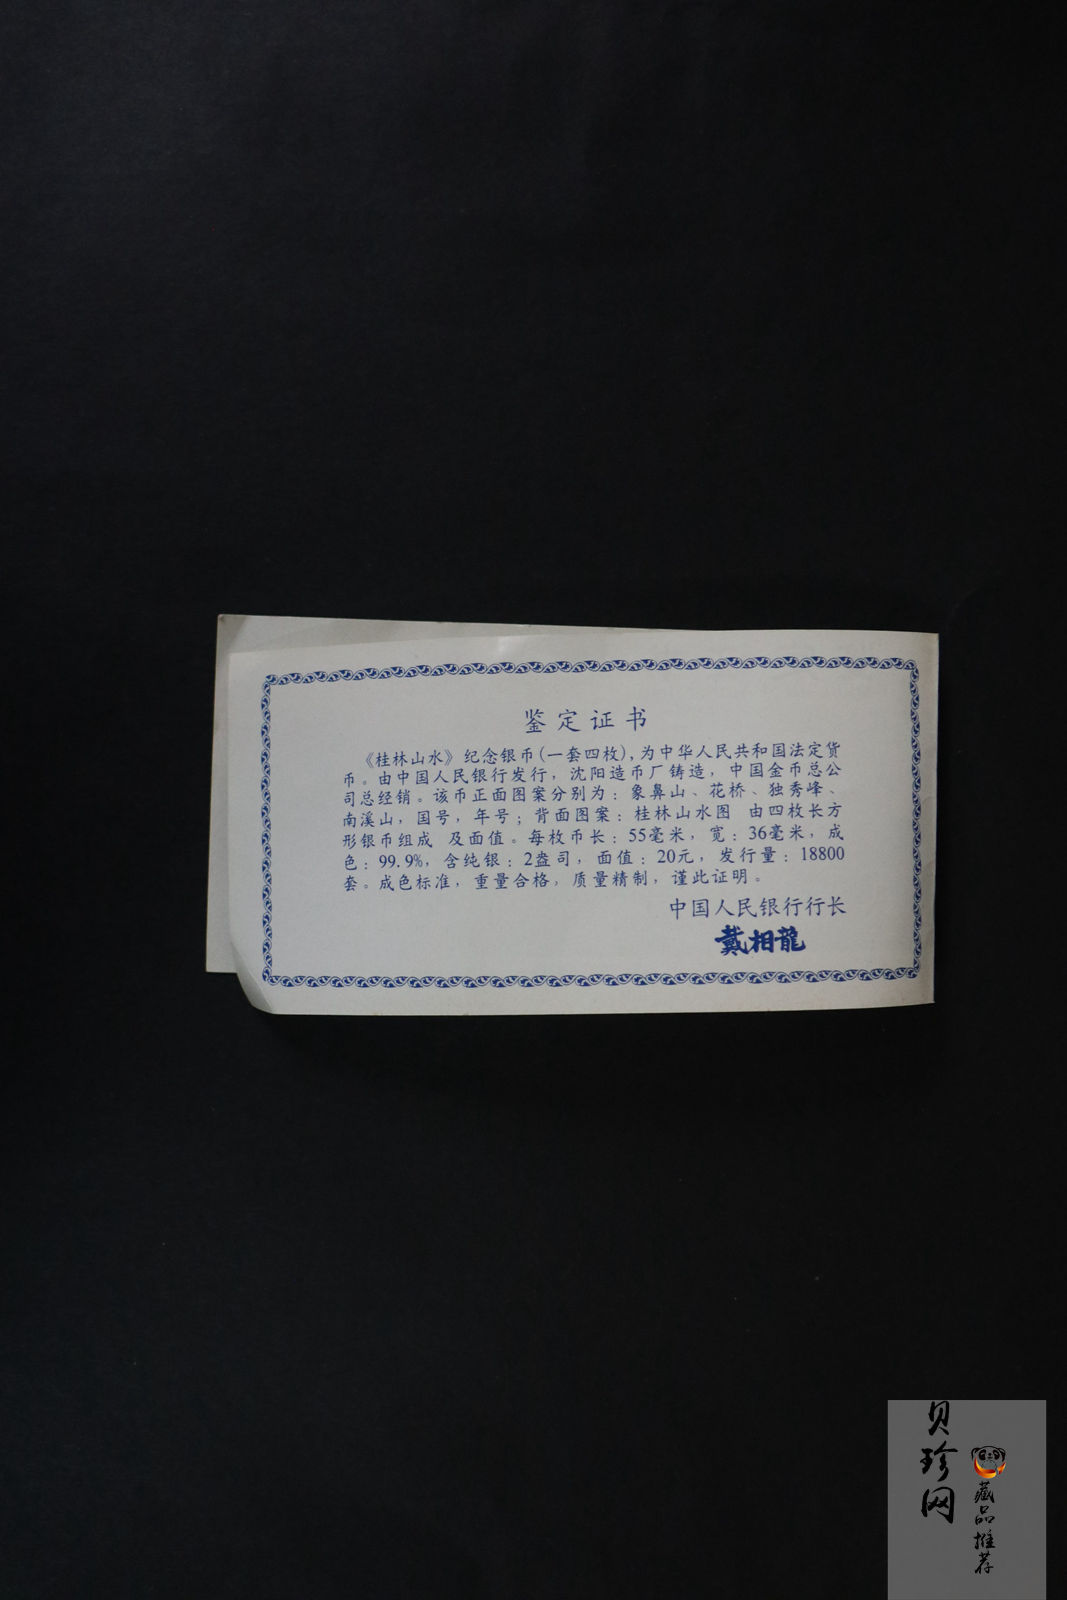 鉴定证书
《桂林山水》纪念银币(一套四枚),为中华人民共和国法定货
币。由中国人民银行发行，沈阳造币厂铸造，中国金币总公
司总经销。该币正面图案分别为：象鼻山、花桥、独秀峰、
南溪山，国号，年号；背面图案：桂林山水图 由四枚长方
形银币组成 及面值。每枚币长：55毫米，宽：36毫米，成
色：99.9%，含纯银：2盎司，面值：20元，发行量：18800
套。成色标准，重量合格，质量精制，谨此证明。
中国人民银行行长
戴相龍
贝珍网
藏品推荐